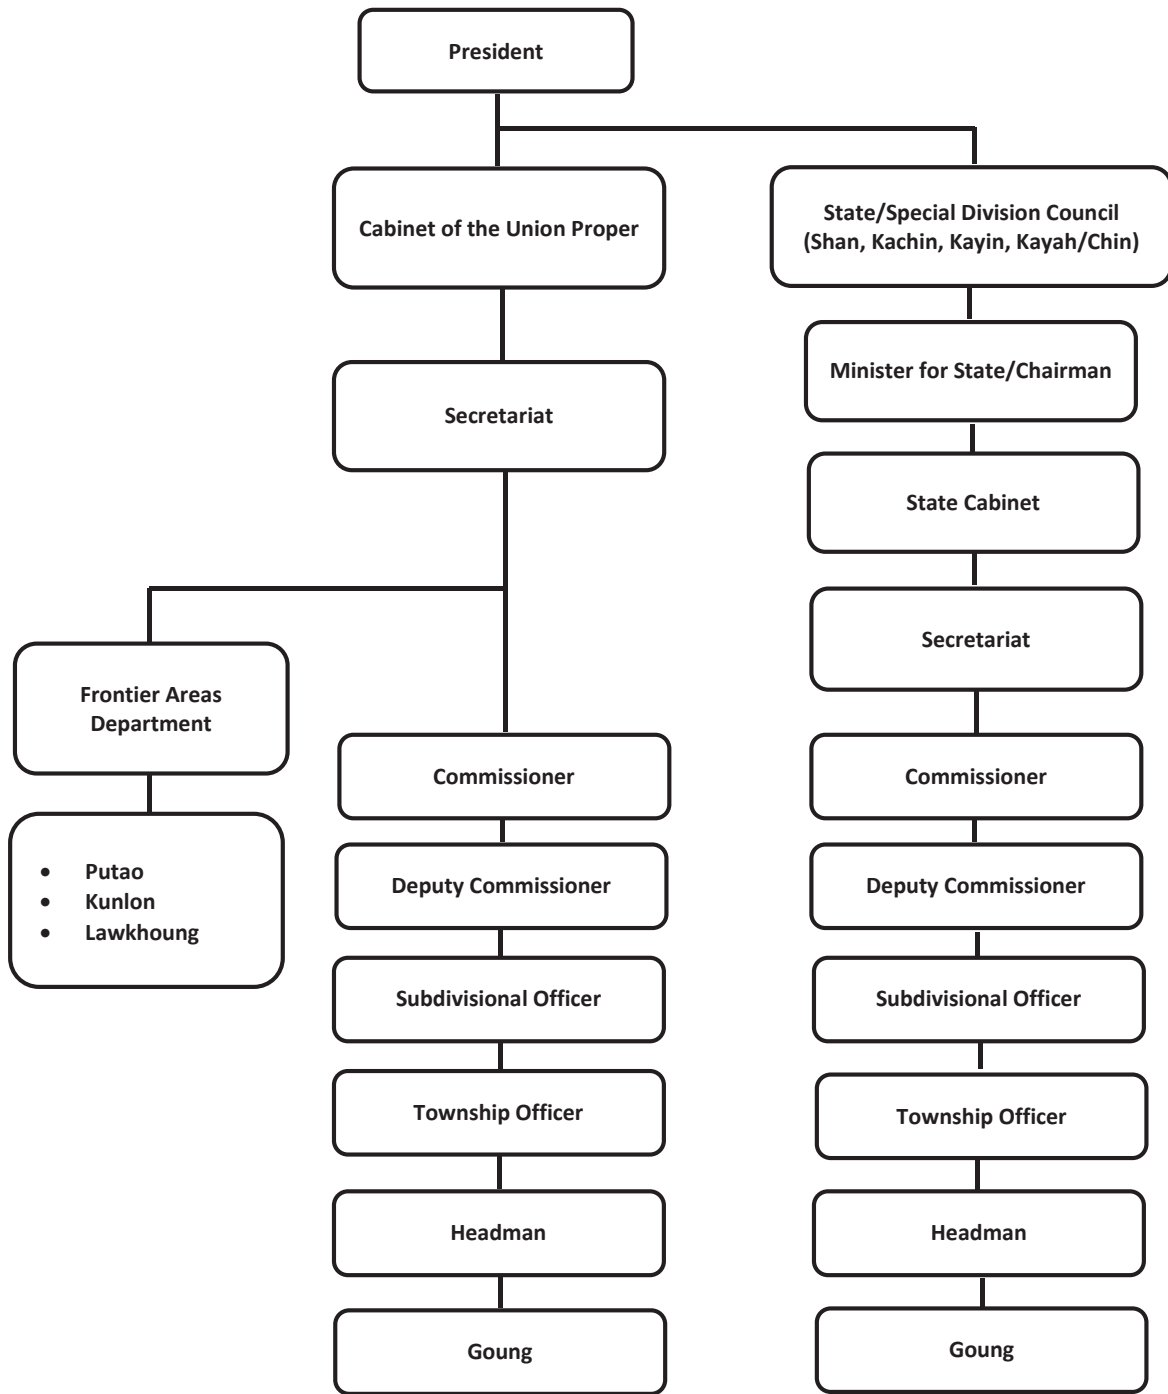 President
Cabinet of the Union Proper
State/Special Division Council
(Shan, Kachin, Kayin, Kayah/Chin)
Minister for State/Chairman
Secretariat
State Cabinet
Secretariat
Frontier Areas
Department
Commissioner
Commissioner
• Putao
• Kunlon
• Lawkhoung
Deputy Commissioner
Deputy Commissioner
Subdivisional Officer
Subdivisional Officer
Township Officer
Township Officer
Headman
Headman
Goung
Goung